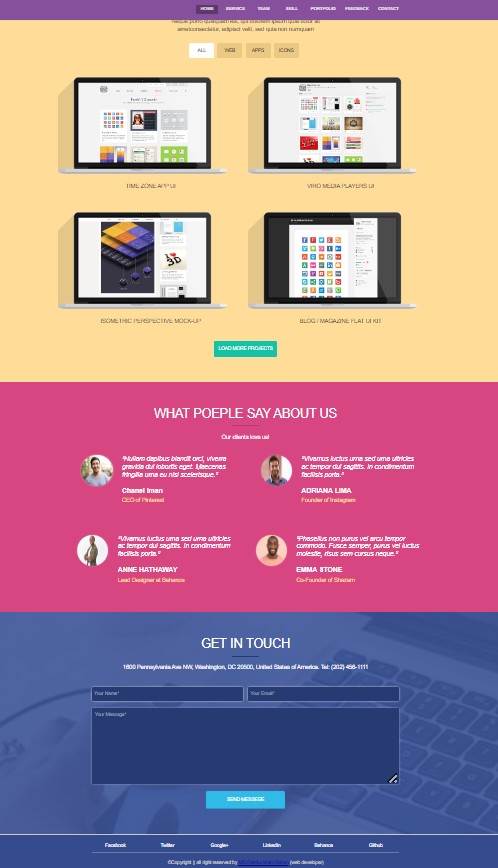 HOME SERVICE TEAM SKILL PORTFOLIO FEEDBACK CONTACT
Neque porro quisquam est, qui dolorem ipsum quia dolor sit
ametconsectetur, adipisci velit, sed quia non numquam
ALL WEB APPS ICONS
TIME ZONE APP UI
VIRO MEDIA PLAYERS UI
ISOMETRIC PERSPECTIVE MOCK-UP
BLOG / MAGAZINE FLAT UI KIT
LOAD MORE PROJECTS
WHAT POEPLE SAY ABOUT US
Our clients love us!
"Nullam dapibus blandit orci, viverra
gravida dui lobortis eget. Maecenas
fringilla urna eu nisi scelerisque."
Chanel Iman
CEO of Pinterest
"Vivamus luctus urna sed urna ultricies
ac tempor dui sagittis. In condimentum
facilisis porta."
ADRIANA LIMA
Founder of Instagram
"Vivamus luctus urna sed urna ultricies
ac tempor dui sagittis. In condimentum
facilisis porta."
ANNE HATHAWAY
Lead Designer at Behance
"Phasellus non purus vel arcu tempor
commodo. Fusce semper, purus vel luctus
molestie, risus sem cursus neque."
EMMA STONE
Co-Founder of Shazam
GET IN TOUCH
1600 Pennsylvania Ave NW, Washington, DC 20500, United States of America. Tel: (202) 456-1111
Your Name*
Your Email*
Your Message*
SEND MESSEGE
Facebook Twitter Google+ LinkedIn Behance Github
©Copyright || all right reserved by (web developer)